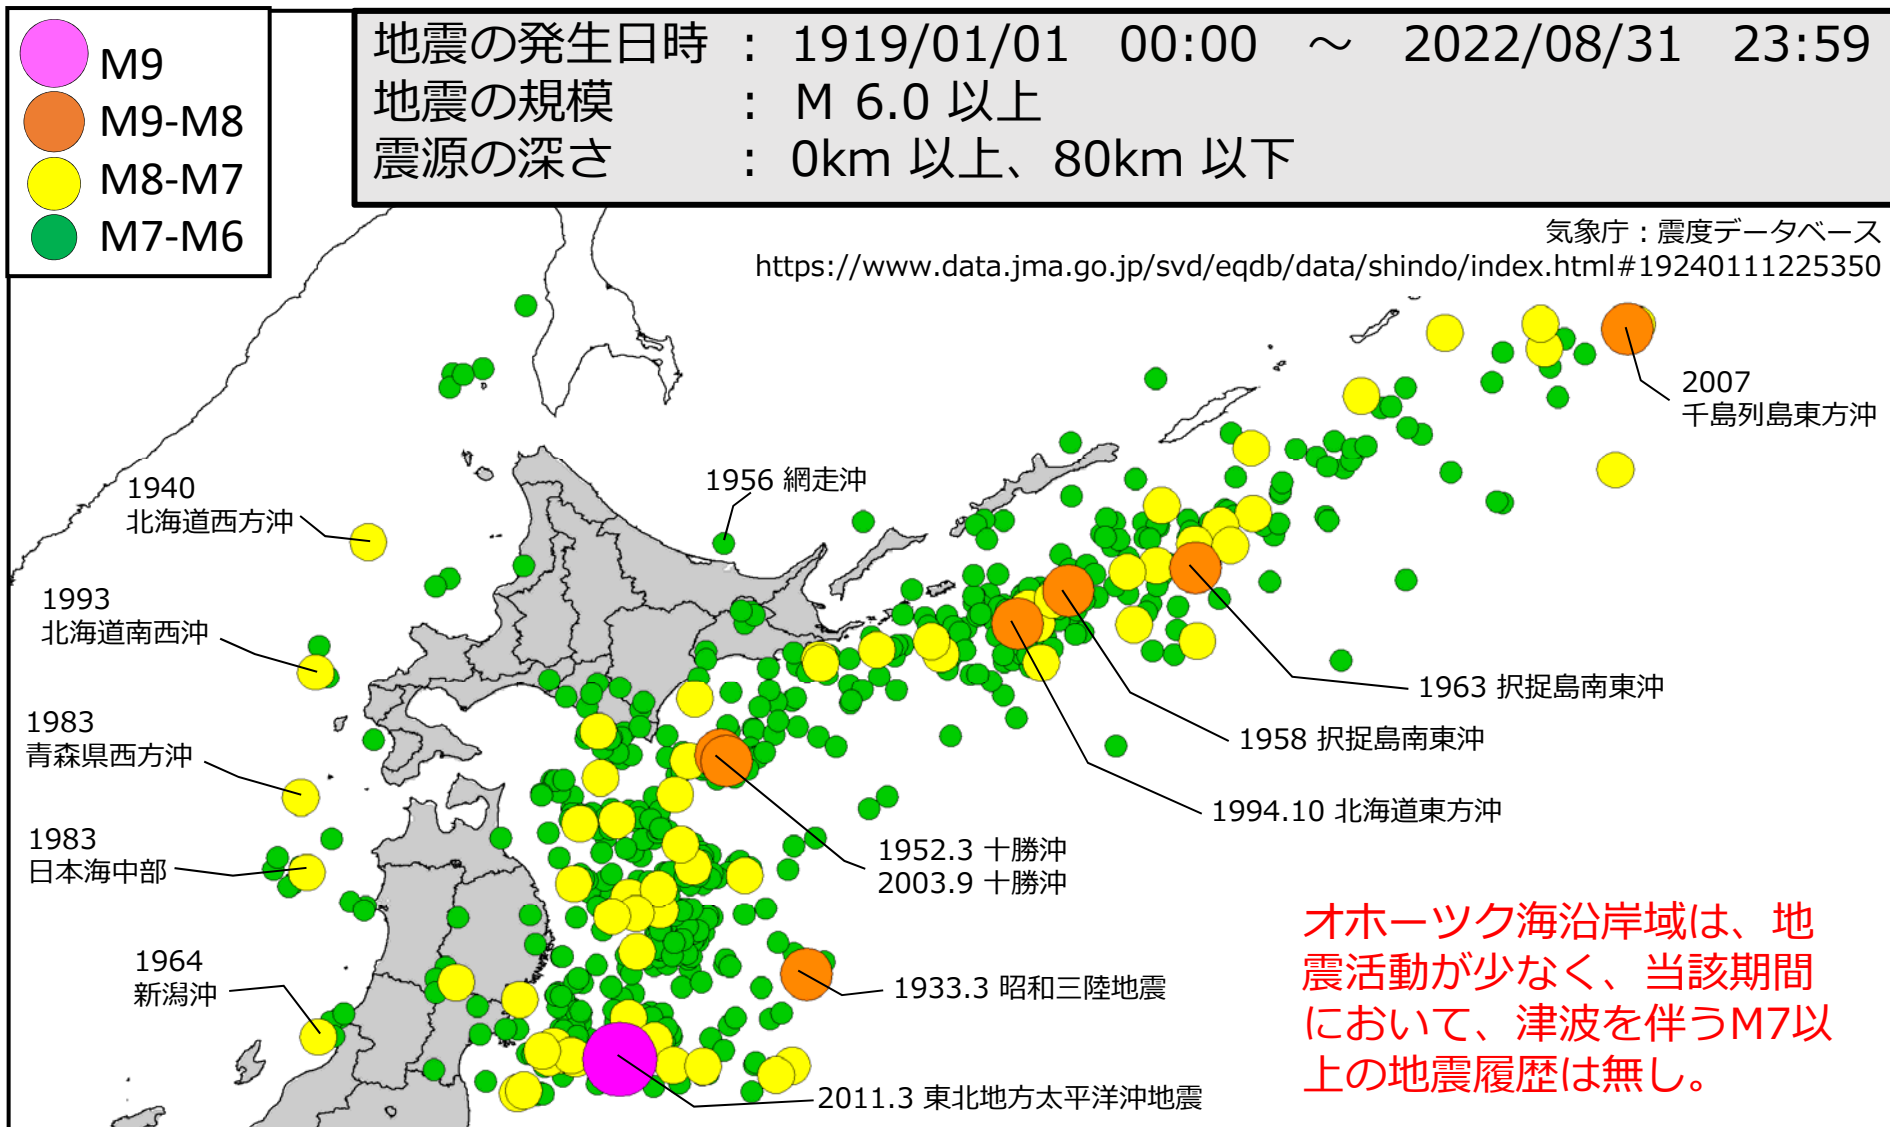 M9
M9-M8
M8-M7
M7-M6
地震の発生日時 : 1919/01/01 00:00 ～ 2022/08/31 23:59
地震の規模 : M 6.0 以上
震源の深さ : 0km 以上、80km 以下
気象庁：震度データベース
https://www.data.jma.go.jp/svd/eqdb/data/shindo/index.html#19240111225350
2007
千島列島東方沖
1956 網走沖
1940
北海道西方沖
1993
北海道南西沖
1983
青森県西方沖
1983
日本海中部
1964
新潟沖
1963 択捉島南東沖
1958 択捉島南東沖
1994.10 北海道東方沖
1952.3 十勝沖
2003.9 十勝沖
1933.3 昭和三陸地震
2011.3 東北地方太平洋沖地震
オホーツク海沿岸域は、地
震活動が少なく、当該期間
において、津波を伴うM7以
上の地震履歴は無し。